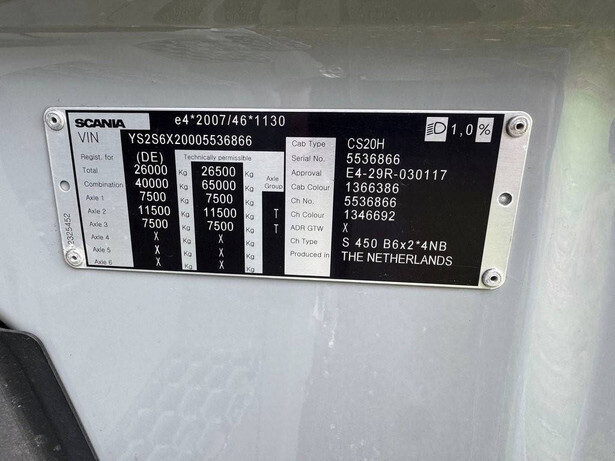 SCANIA e4*2007/46*1130 1,0%
VIN YS2S6X20005536866
Regist. for (DE) Technically permissible
Total 26000 Kg 26500 Kg Axle Group
Combination 40000 Kg 65000 Kg
Axle 1 7500 Kg 7500 Kg
Axle 2 11500 Kg 11500 Kg T
Axle 3 7500 Kg 7500 Kg T
Axle 4 X Kg X Kg
Axle 5 X Kg X Kg
Axle 6 X Kg X Kg
2325452
Cab Type CS20H
Serial No. 5536866
Approval E4-29R-030117
Cab Colour 1366386
Ch No. 5536866
Ch Colour 1346692
ADR GTW X
Ch Type S 450 B6x2*4NB
Produced in THE NETHERLANDS